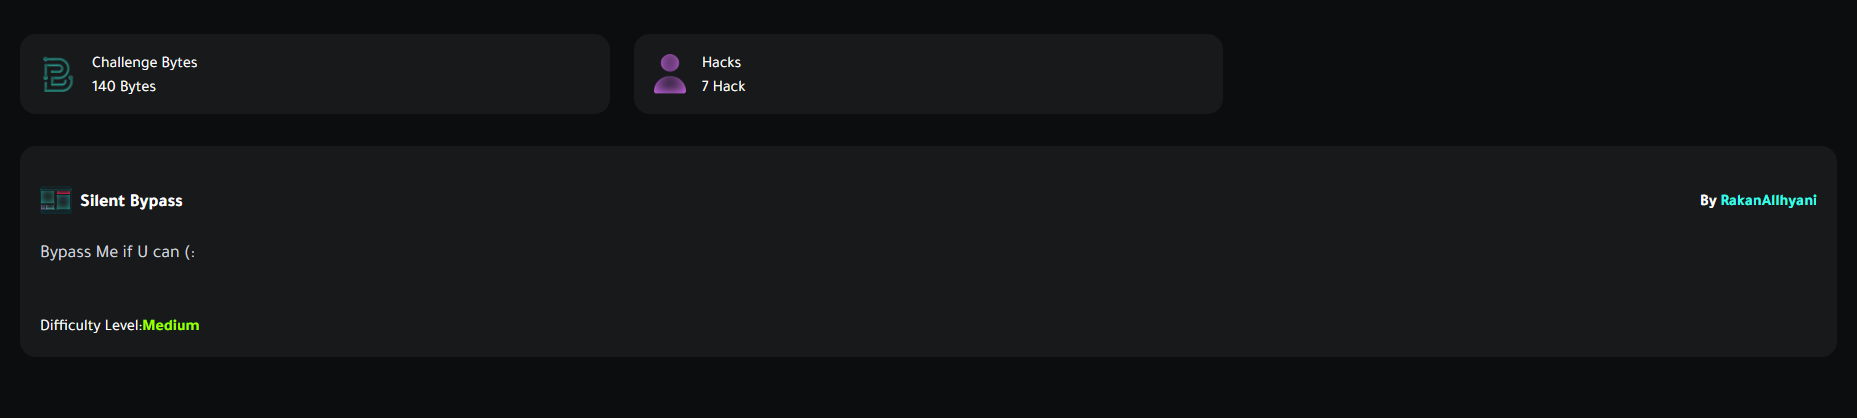 Challenge Bytes
140 Bytes
Hacks
7 Hack
Silent Bypass
By RakanAllhyani
Bypass Me if U can (:
Difficulty Level:Medium